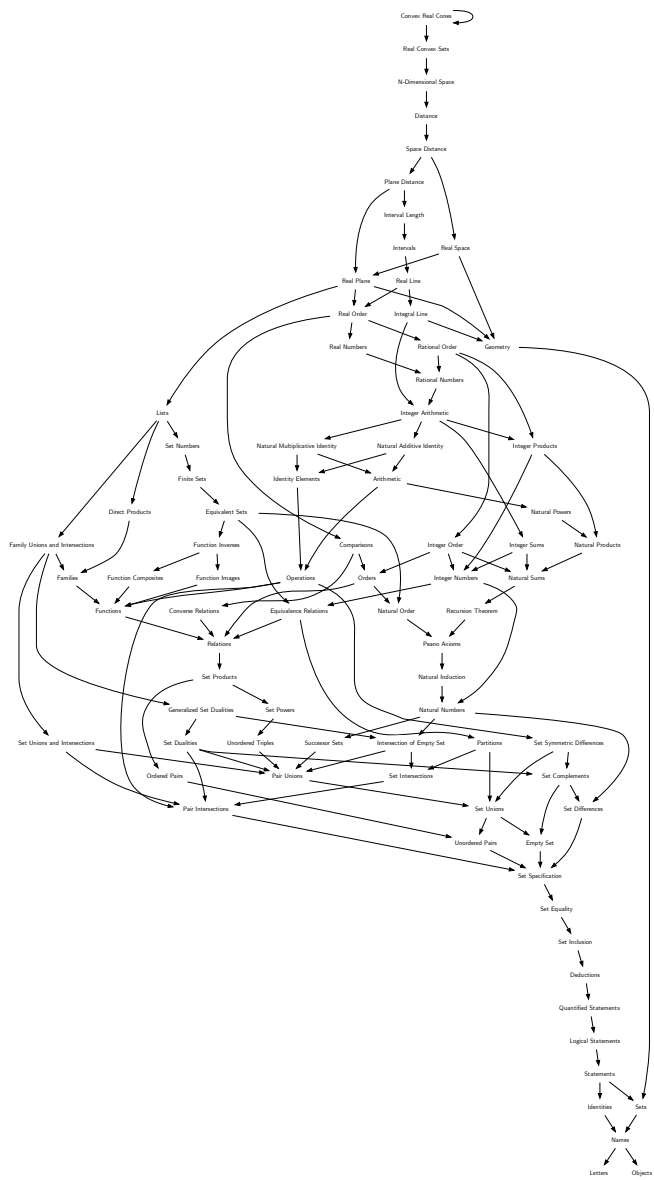 Convex Real Cones
Real Convex Sets
N-Dimensional Space
Distance
Space Distance
Plane Distance
Interval Length
Intervals
Real Space
Real Plane
Real Line
Real Order
Integral Line
Real Numbers
Rational Order
Geometry
Rational Numbers
Lists
Integer Arithmetic
Set Numbers
Natural Multiplicative Identity
Natural Additive Identity
Integer Products
Finite Sets
Identity Elements
Arithmetic
Direct Products
Equivalent Sets
Natural Powers
Family Unions and Intersections
Function Inverses
Comparisons
Integer Order
Integer Sums
Natural Products
Families
Function Composites
Function Images
Operations
Orders
Integer Numbers
Natural Sums
Functions
Converse Relations
Equivalence Relations
Natural Order
Recursion Theorem
Relations
Peano Axioms
Set Products
Natural Induction
Generalized Set Dualities
Set Powers
Natural Numbers
Set Unions and Intersections
Set Dualities
Unordered Triples
Successor Sets
Intersection of Empty Set
Partitions
Set Symmetric Differences
Ordered Pairs
Pair Unions
Set Intersections
Set Complements
Pair Intersections
Set Unions
Set Differences
Unordered Pairs
Empty Set
Set Specification
Set Equality
Set Inclusion
Deductions
Quantified Statements
Logical Statements
Statements
Identities
Sets
Names
Letters
Objects